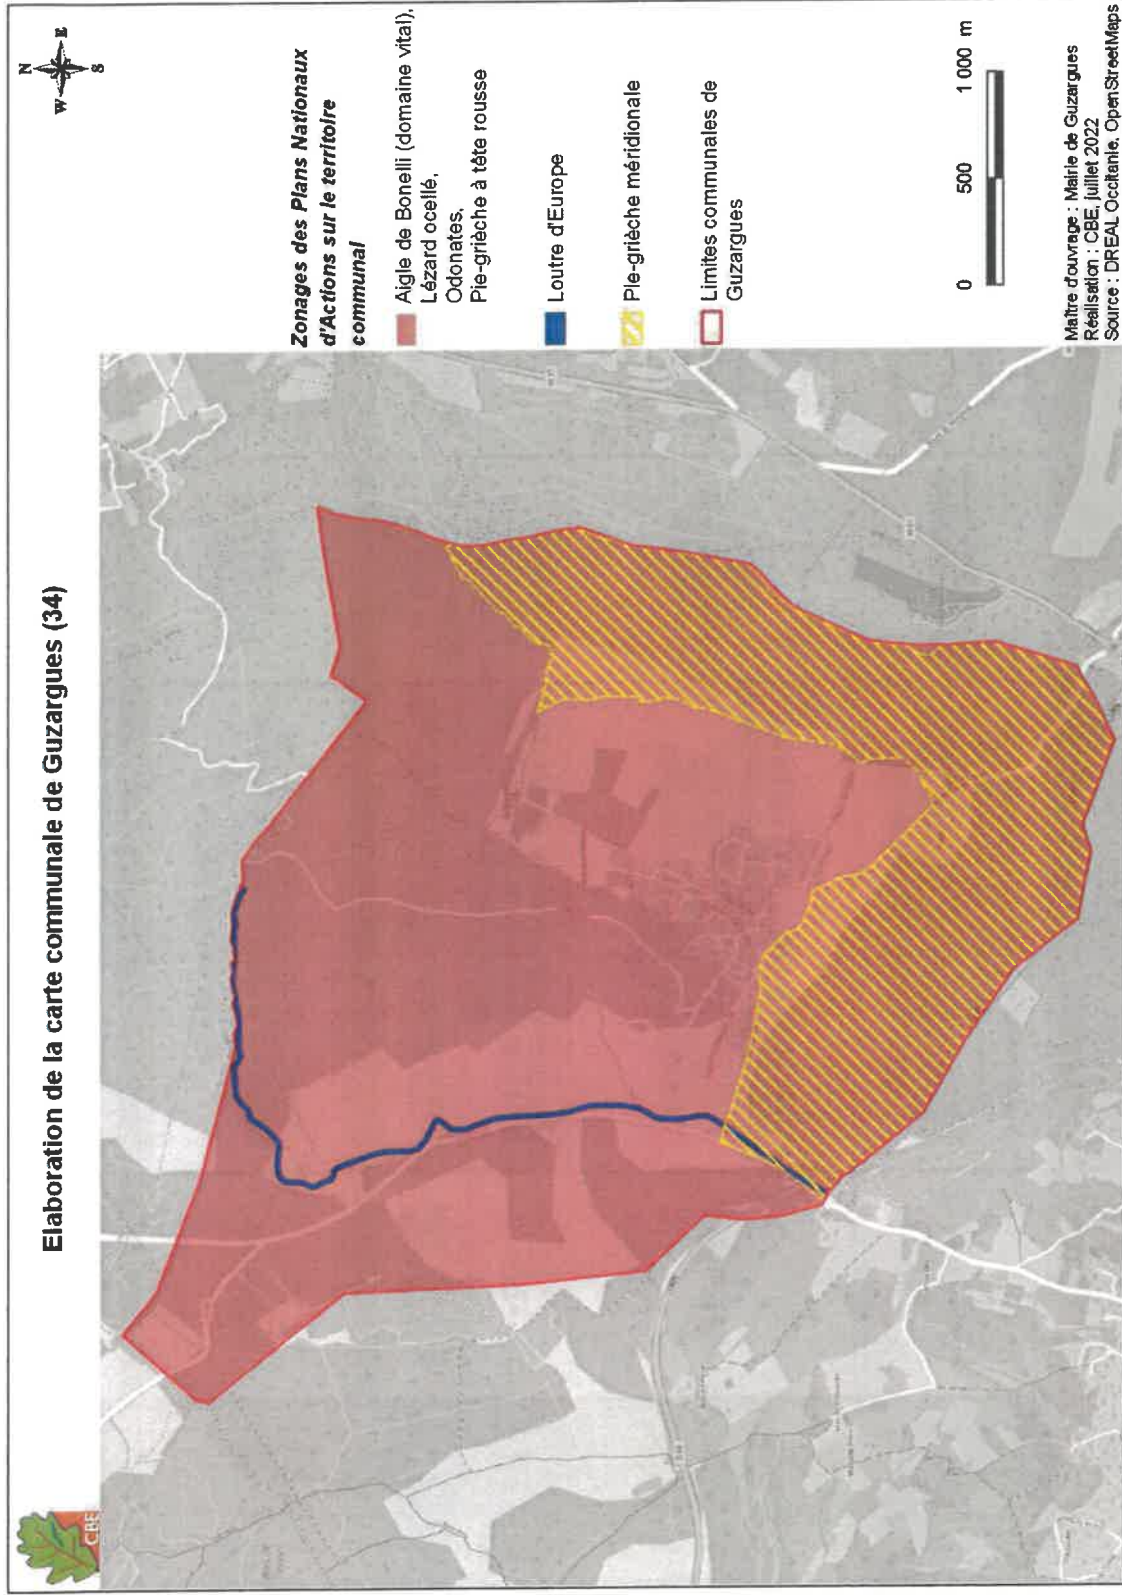 Elaboration de la carte communale de Guzargues (34)
CBE
N
W
E
S
Zonages des Plans Nationaux
d'Actions sur le territoire
communal
Aigle de Bonelli (domaine vital),
Lézard ocellé,
Odonates,
Pie-grièche à tête rousse
Loutre d'Europe
Pie-grièche méridionale
Limites communales de
Guzargues
0
500
1 000 m
Maître d'ouvrage : Mairie de Guzargues
Réalisation : CBE, juillet 2022
Source : DREAL Occitanie, OpenStreetMaps